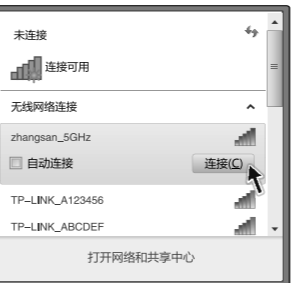 未连接
连接可用
无线网络连接
zhangsan_5GHz
自动连接 连接(C)
TP-LINK_A123456
TP-LINK_ABCDEF
打开网络和共享中心